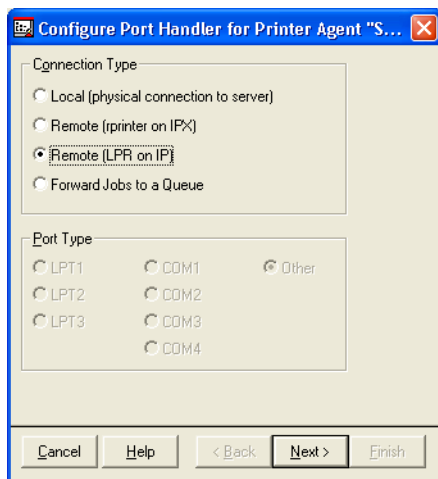 Configure Port Handler for Printer Agent "S...
Connection Type
Local (physical connection to server)
Remote (rprinter on IPX)
Remote (LPR on IP)
Forward Jobs to a Queue
Port Type
LPT1 COM1 Other
LPT2 COM2
LPT3 COM3
COM4
Cancel Help < Back Next > Finish